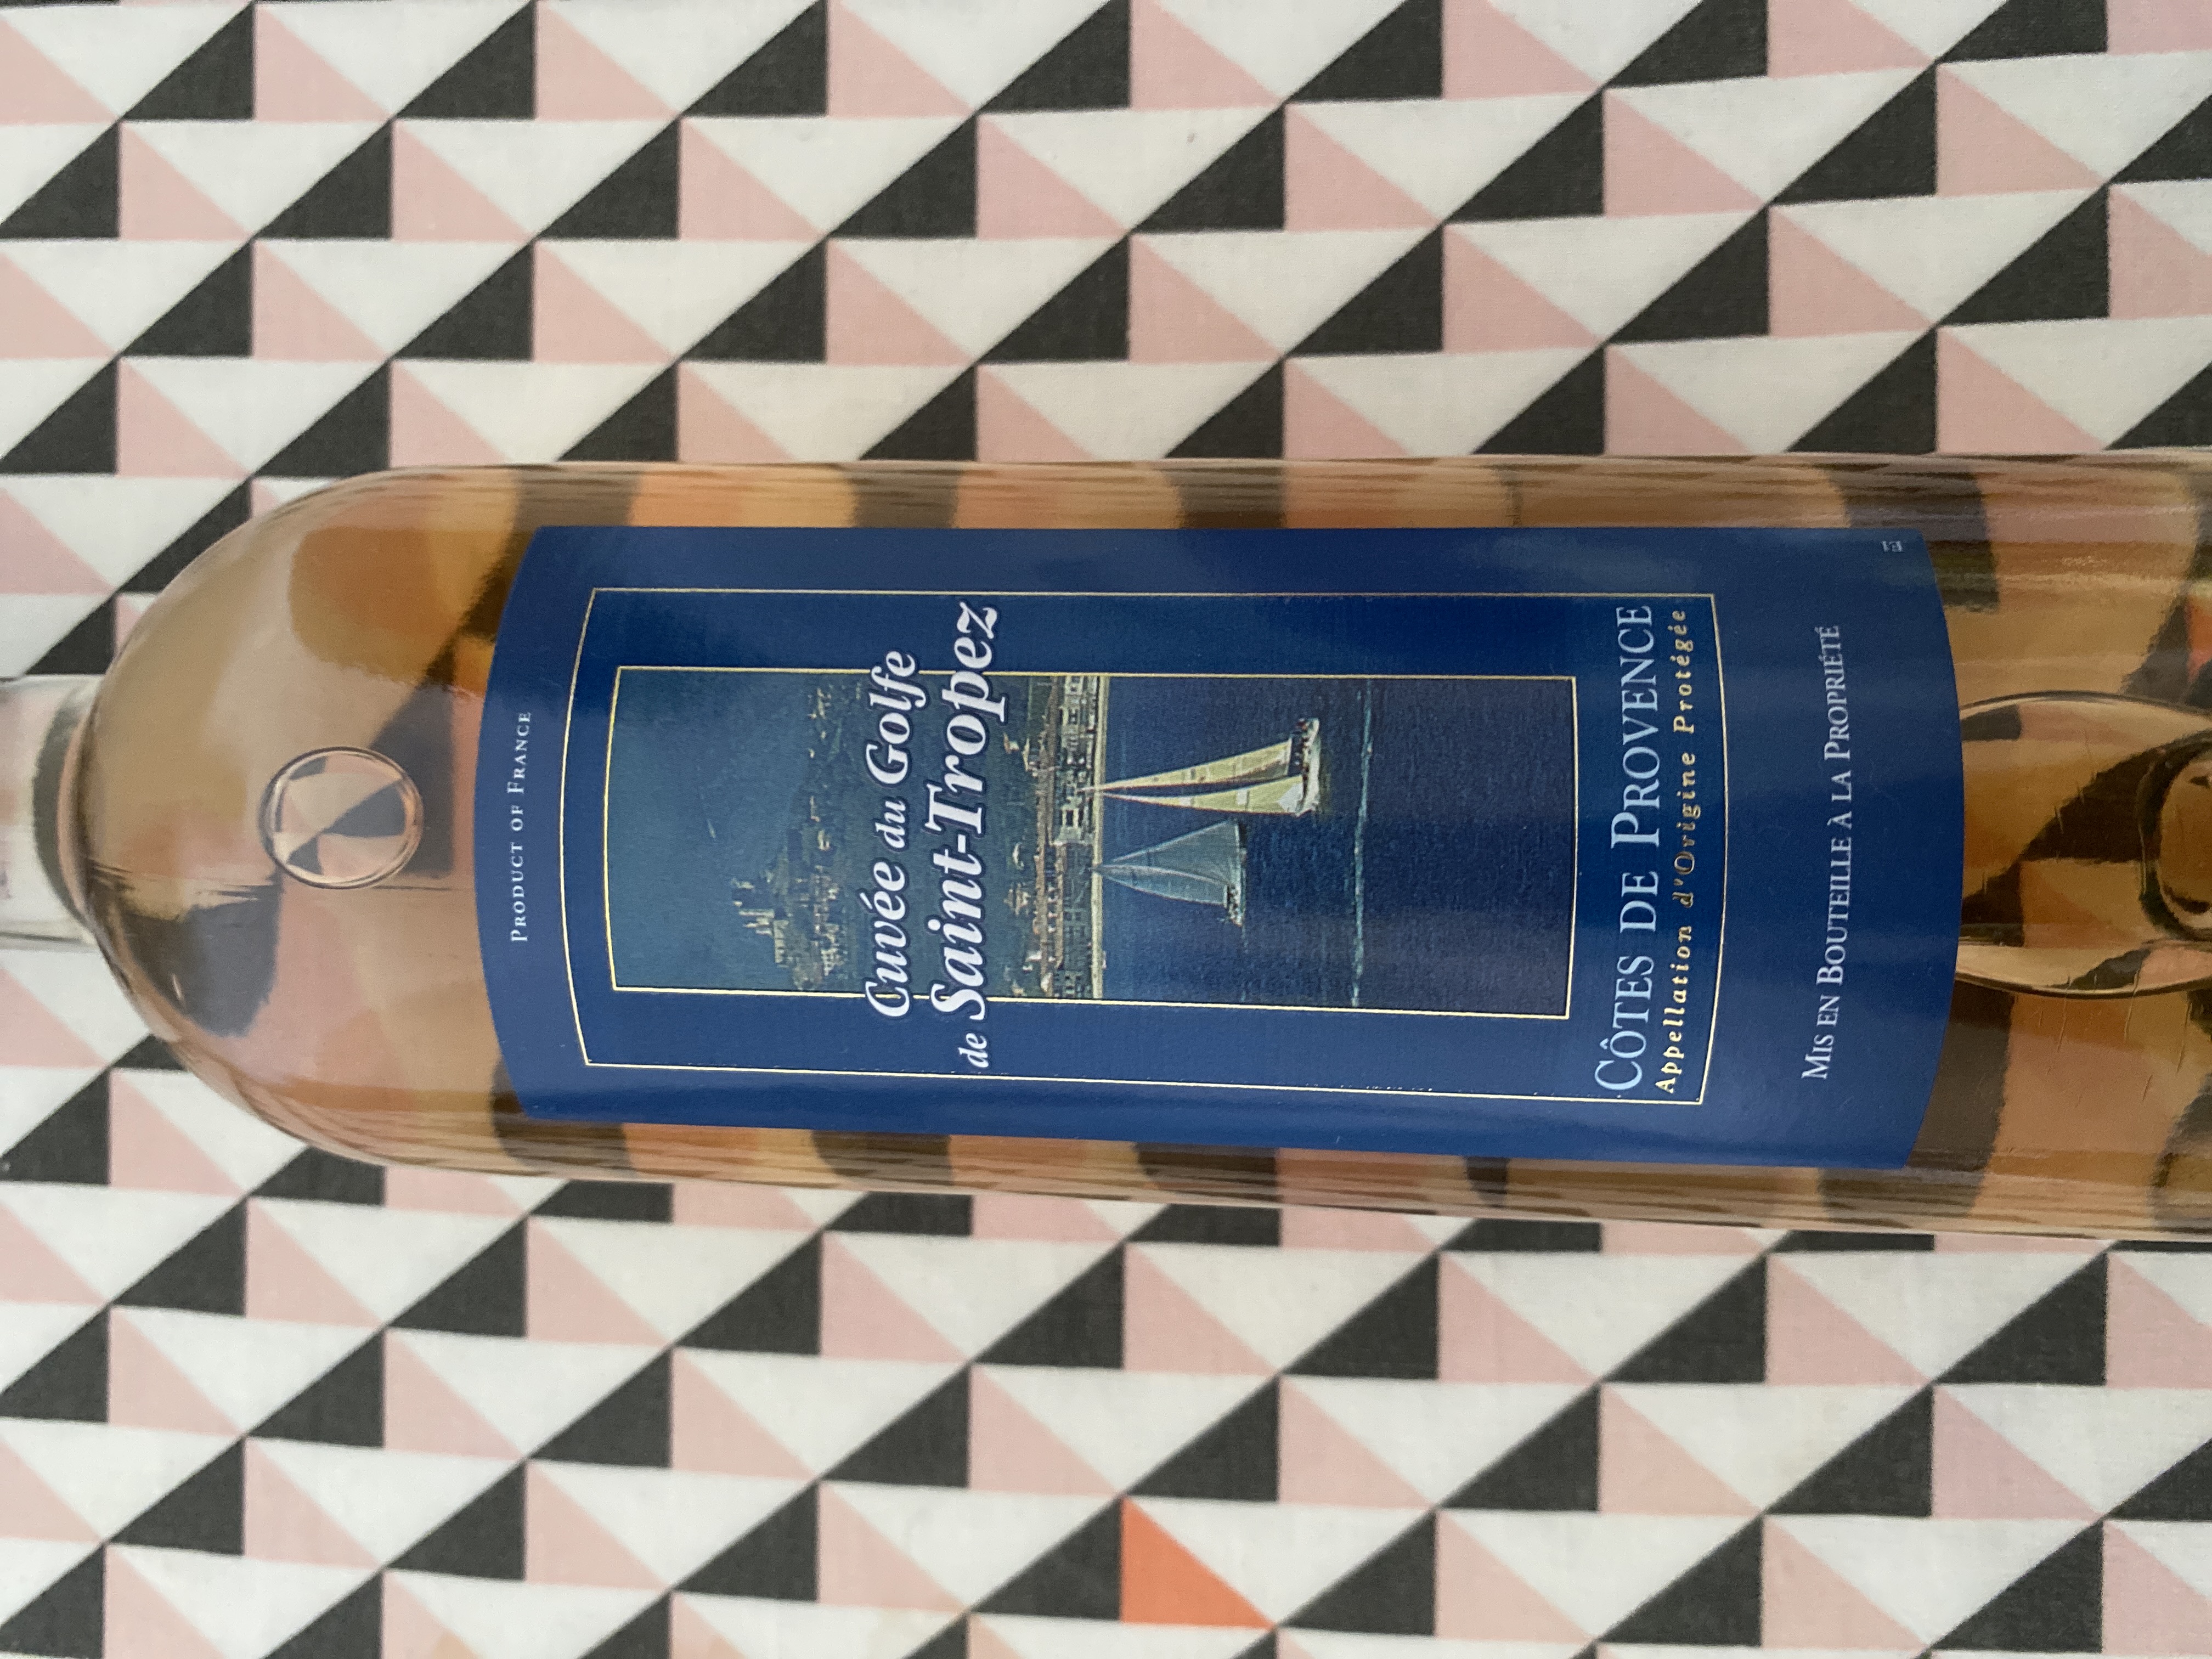 PRODUCT OF FRANCE
Cuvée du Golfe
de Saint-Tropez
CÔTES DE PROVENCE
Appellation d'Origine Protégée
MIS EN BOUTEILLE À LA PROPRIÉTÉ
E1